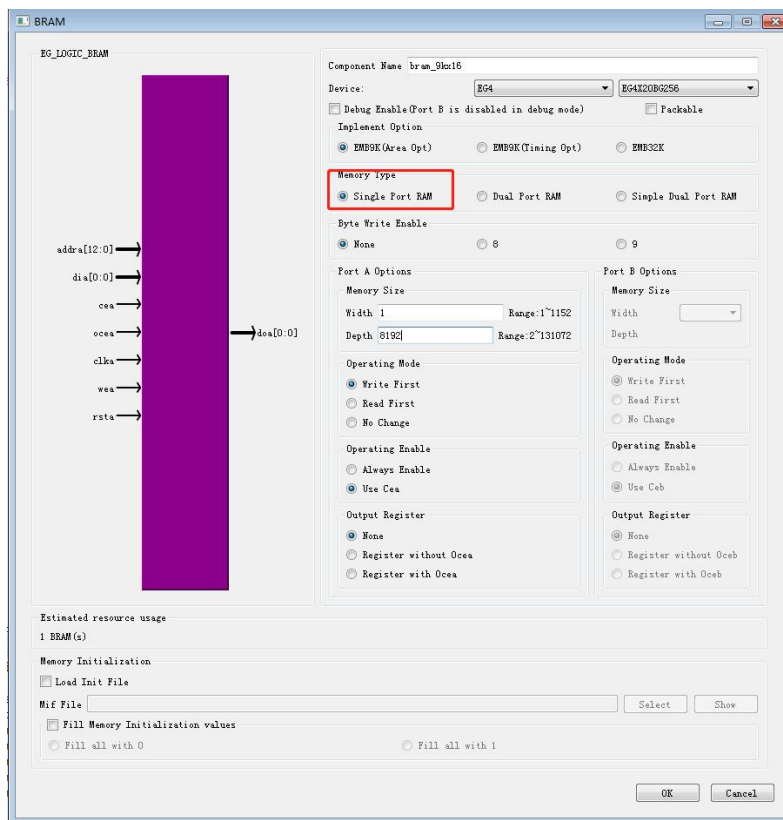 BRAM
EG_LOGIC_BRAM
addra[12:0]
dia[0:0]
cea
ocea
clka
wea
rsta
doa[0:0]
Component Name bram_9kx16
Device: EG4 EG4X20BG256
Debug Enable(Port B is disabled in debug mode) Packable
Implement Option
EMB9K(Area Opt) EMB9K(Timing Opt) EMB32K
Memory Type
Single Port RAM Dual Port RAM Simple Dual Port RAM
Byte Write Enable
None 8 9
Port A Options
Memory Size
Width 1 Range:1~1152
Depth 8192 Range:2~131072
Operating Mode
Write First
Read First
No Change
Operating Enable
Always Enable
Use Cea
Output Register
None
Register without Ocea
Register with Ocea
Port B Options
Memory Size
Width
Depth
Operating Mode
Write First
Read First
No Change
Operating Enable
Always Enable
Use Ceb
Output Register
None
Register without Oceb
Register with Oceb
Estimated resource usage
1 BRAM(s)
Memory Initialization
Load Init File
Mif File Select Show
Fill Memory Initialization values
Fill all with 0 Fill all with 1
OK Cancel